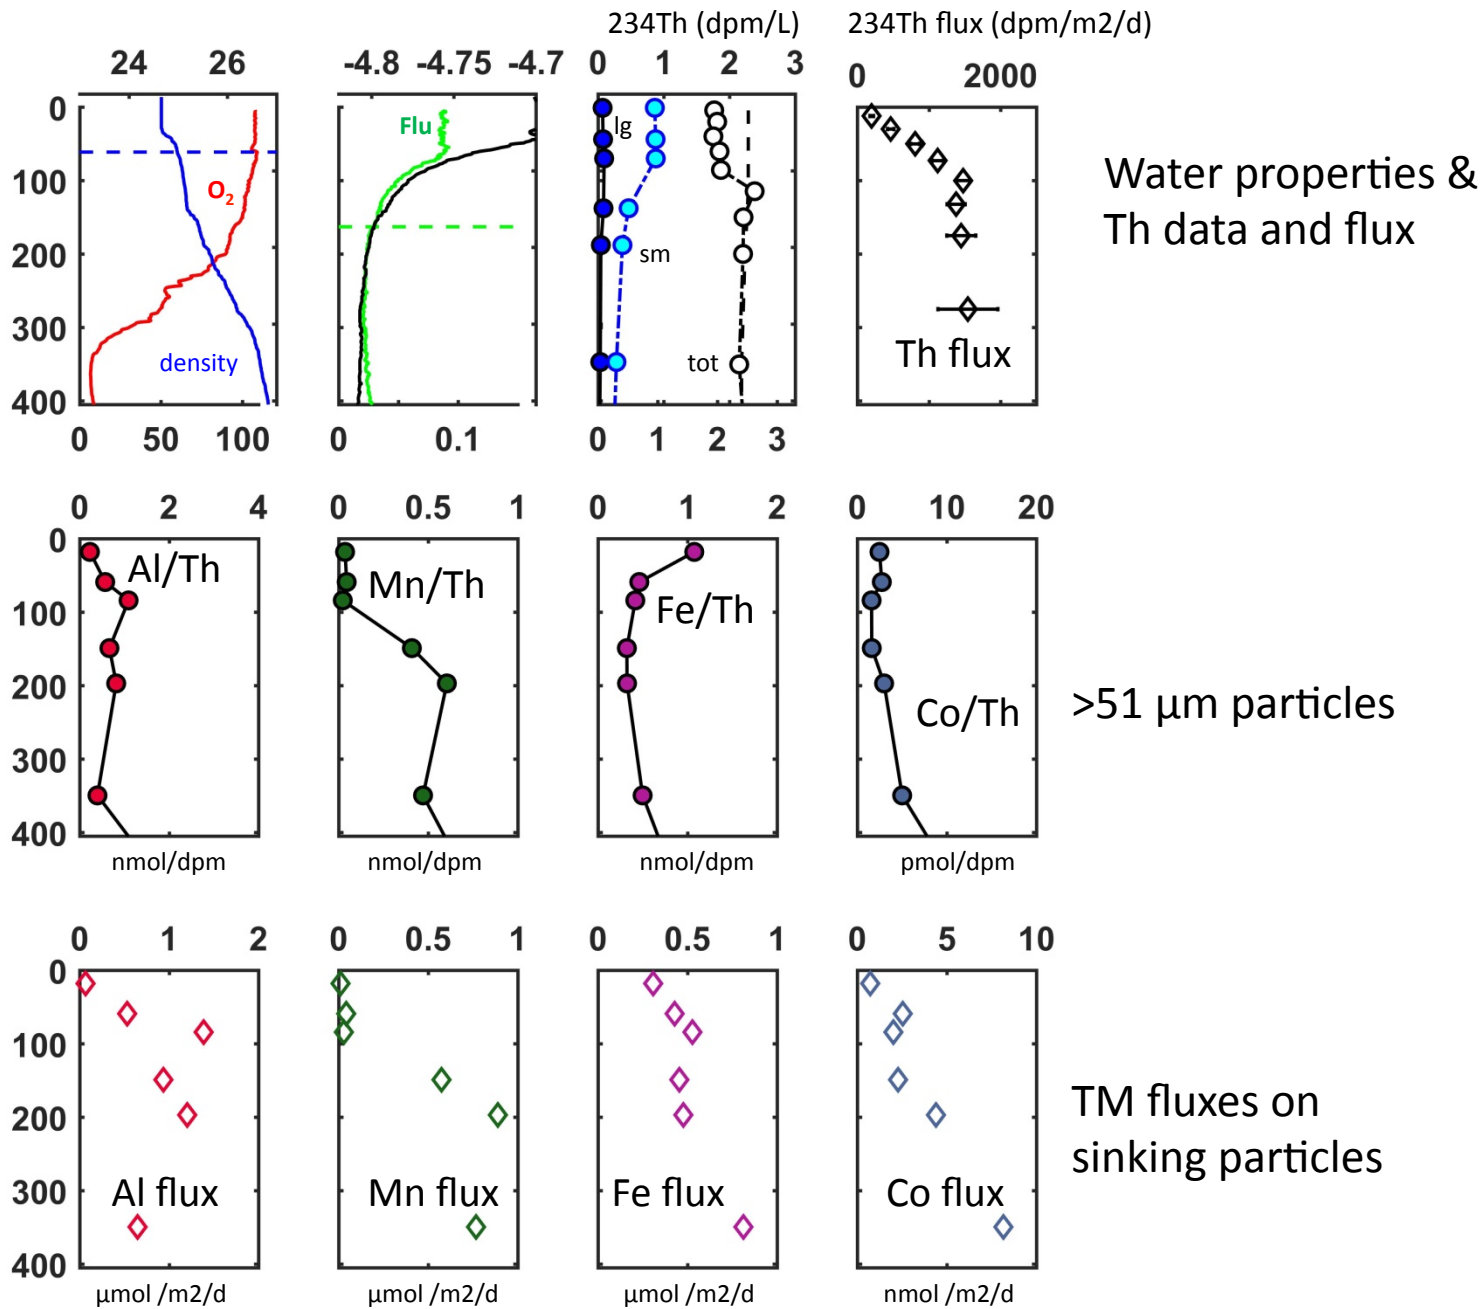 234Th (dpm/L)
234Th flux (dpm/m2/d)
24 26
-4.8 -4.75 -4.7
0 1 2 3
0 2000
0
100
200
300
400
O2
density
Flu
lg
sm
tot
Th flux
Water properties &
Th data and flux
0 50 100
0 0.1
0 1 2 3
0 2 4
0 0.5 1
0 1 2
0 10 20
0
100
200
300
400
Al/Th
Mn/Th
Fe/Th
Co/Th
>51 µm particles
nmol/dpm
nmol/dpm
nmol/dpm
pmol/dpm
0 1 2
0 0.5 1
0 0.5 1
0 5 10
0
100
200
300
400
Al flux
Mn flux
Fe flux
Co flux
TM fluxes on
sinking particles
µmol /m2/d
µmol /m2/d
µmol /m2/d
nmol /m2/d